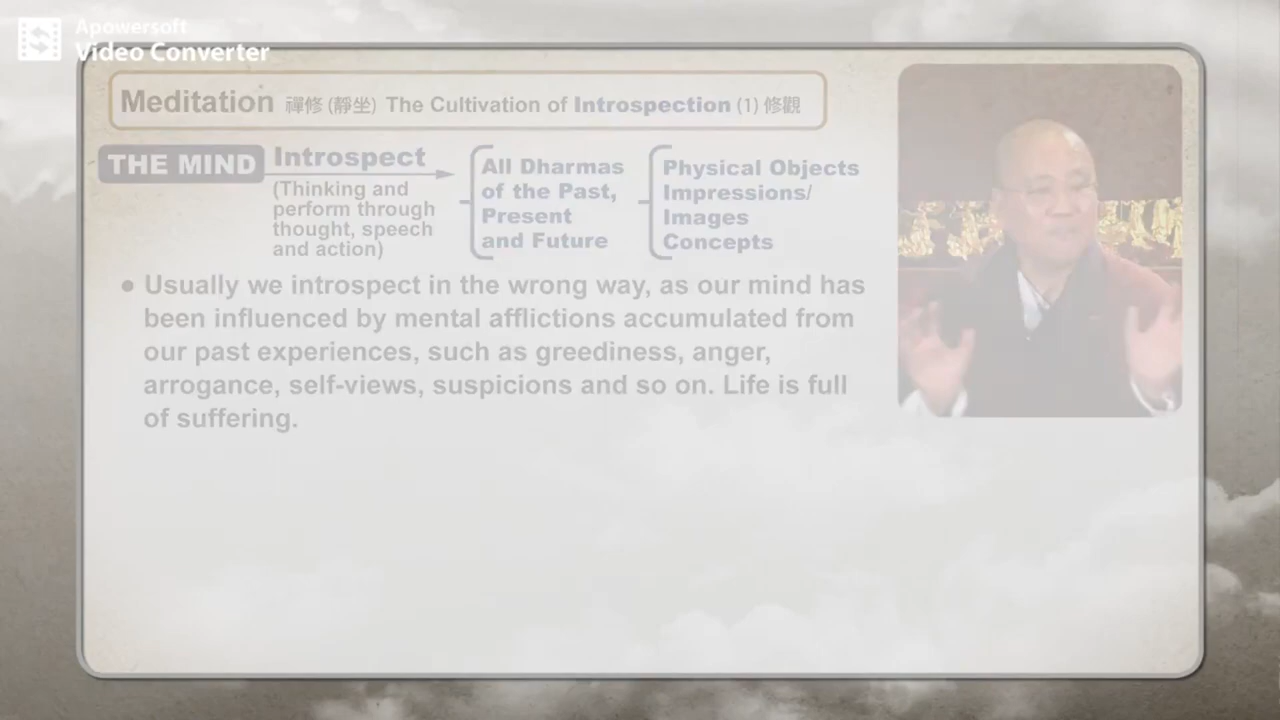 Apowersoft
Video Converter
Meditation 禪修 (靜坐) The Cultivation of Introspection (1) 修觀
THE MIND
Introspect
(Thinking and
perform through
thought, speech
and action)
All Dharmas
of the Past,
Present
and Future
Physical Objects
Impressions/
Images
Concepts
• Usually we introspect in the wrong way, as our mind has
been influenced by mental afflictions accumulated from
our past experiences, such as greediness, anger,
arrogance, self-views, suspicions and so on. Life is full
of suffering.